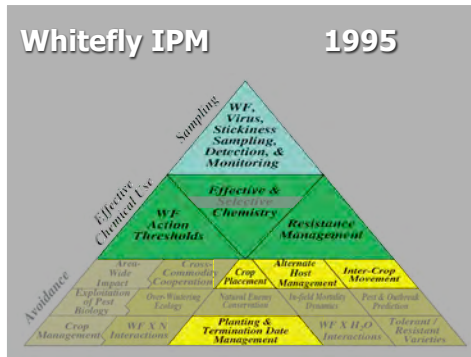 Whitefly IPM 1995
Sampling
WF,
Virus,
Stickiness
Sampling,
Detection, &
Monitoring
Effective
Chemical Use
Effective &
Selective
Chemistry
WF
Action
Thresholds
Resistance
Management
Avoidance
Area-
Wide
Impact
Cross-
Commodity
Cooperation
Crop
Placement
Alternate
Host
Management
Inter-Crop
Movement
Exploitation
of Pest
Biology
Over-Wintering
Ecology
Natural Enemy
Conservation
In-field Mortality
Dynamics
Pest & Outbreak
Prediction
Crop
Management
WF X N
Interactions
Planting &
Termination Date
Management
WF X H2O
Interactions
Tolerant /
Resistant
Varieties